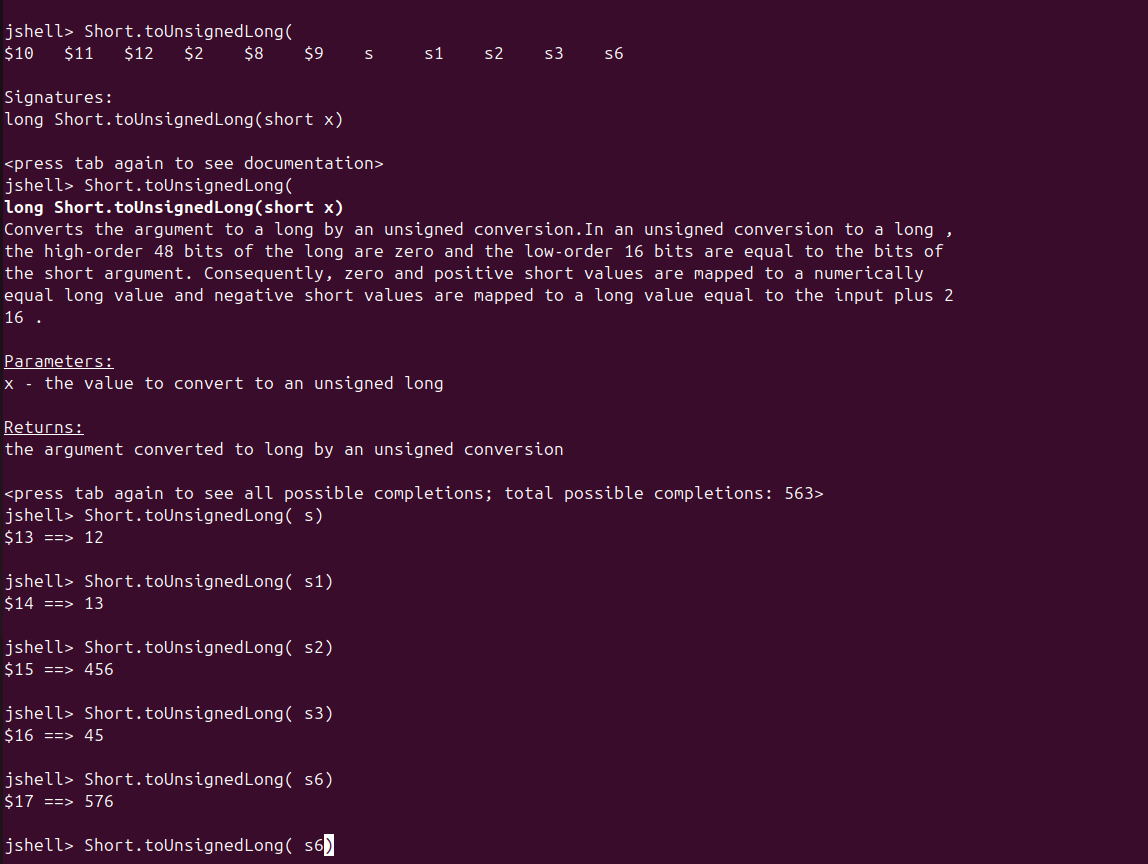 jshell> Short.toUnsignedLong(
$10   $11   $12   $2    $8    $9    s     s1    s2    s3    s6
Signatures:
long Short.toUnsignedLong(short x)
<press tab again to see documentation>
jshell> Short.toUnsignedLong(
long Short.toUnsignedLong(short x)
Converts the argument to a long by an unsigned conversion.In an unsigned conversion to a long ,
the high-order 48 bits of the long are zero and the low-order 16 bits are equal to the bits of
the short argument. Consequently, zero and positive short values are mapped to a numerically
equal long value and negative short values are mapped to a long value equal to the input plus 2
16 .
Parameters:
x - the value to convert to an unsigned long
Returns:
the argument converted to long by an unsigned conversion
<press tab again to see all possible completions; total possible completions: 563>
jshell> Short.toUnsignedLong( s)
$13 ==> 12
jshell> Short.toUnsignedLong( s1)
$14 ==> 13
jshell> Short.toUnsignedLong( s2)
$15 ==> 456
jshell> Short.toUnsignedLong( s3)
$16 ==> 45
jshell> Short.toUnsignedLong( s6)
$17 ==> 576
jshell> Short.toUnsignedLong( s6)